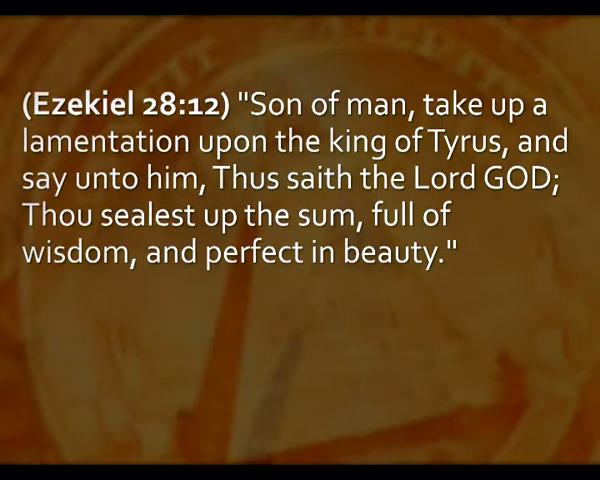 (Ezekiel 28:12) "Son of man, take up a
lamentation upon the king of Tyrus, and
say unto him, Thus saith the Lord GOD;
Thou sealest up the sum, full of
wisdom, and perfect in beauty."